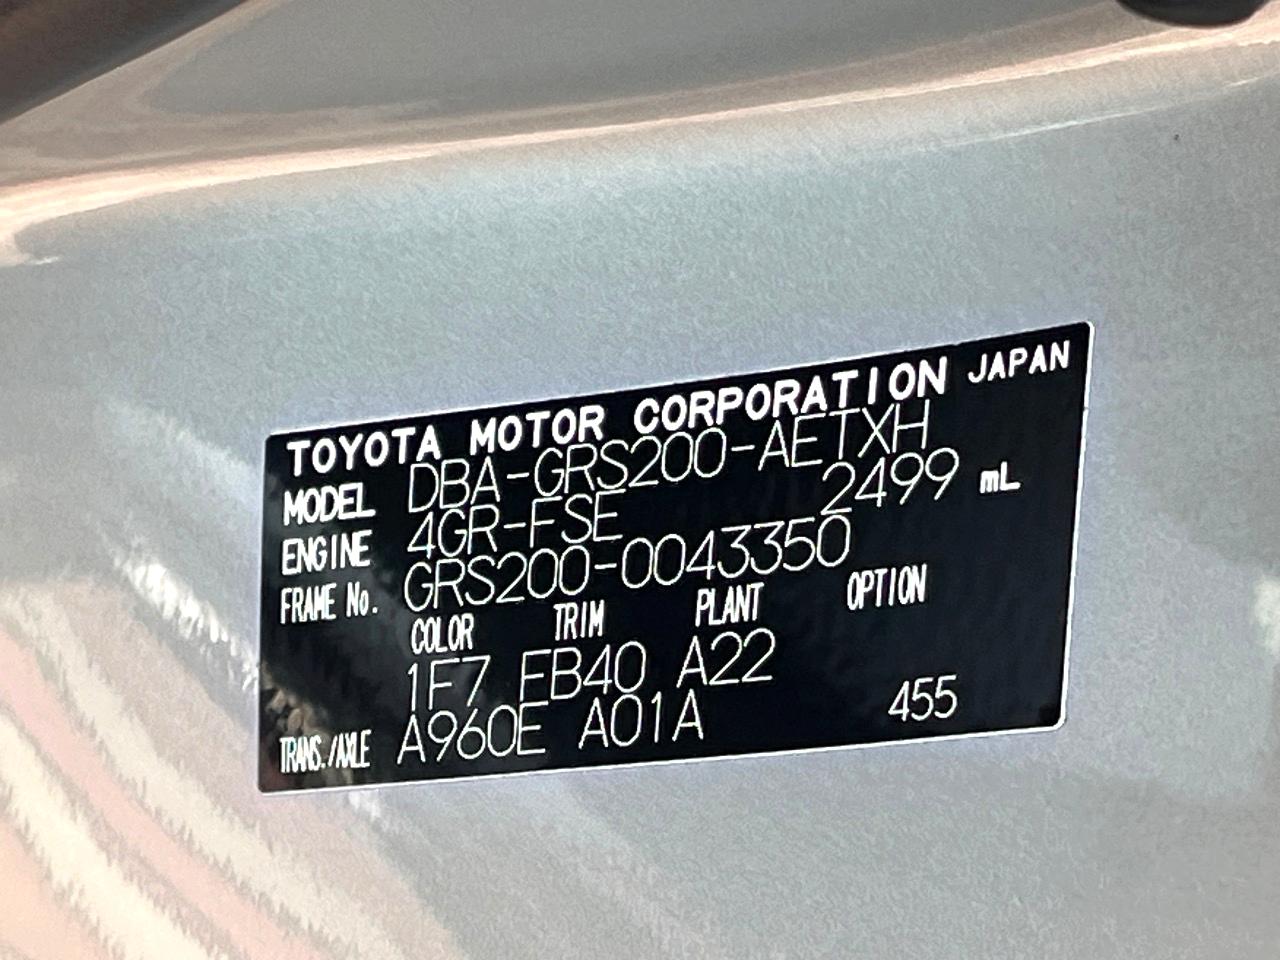 TOYOTA MOTOR CORPORATION JAPAN
MODEL DBA-GRS200-AETXH
ENGINE 4GR-FSE 2499 mL
FRAME No. GRS200-0043350
COLOR TRIM PLANT OPTION
1F7 FB40 A22
TRANS./AXLE A960E A01A 455